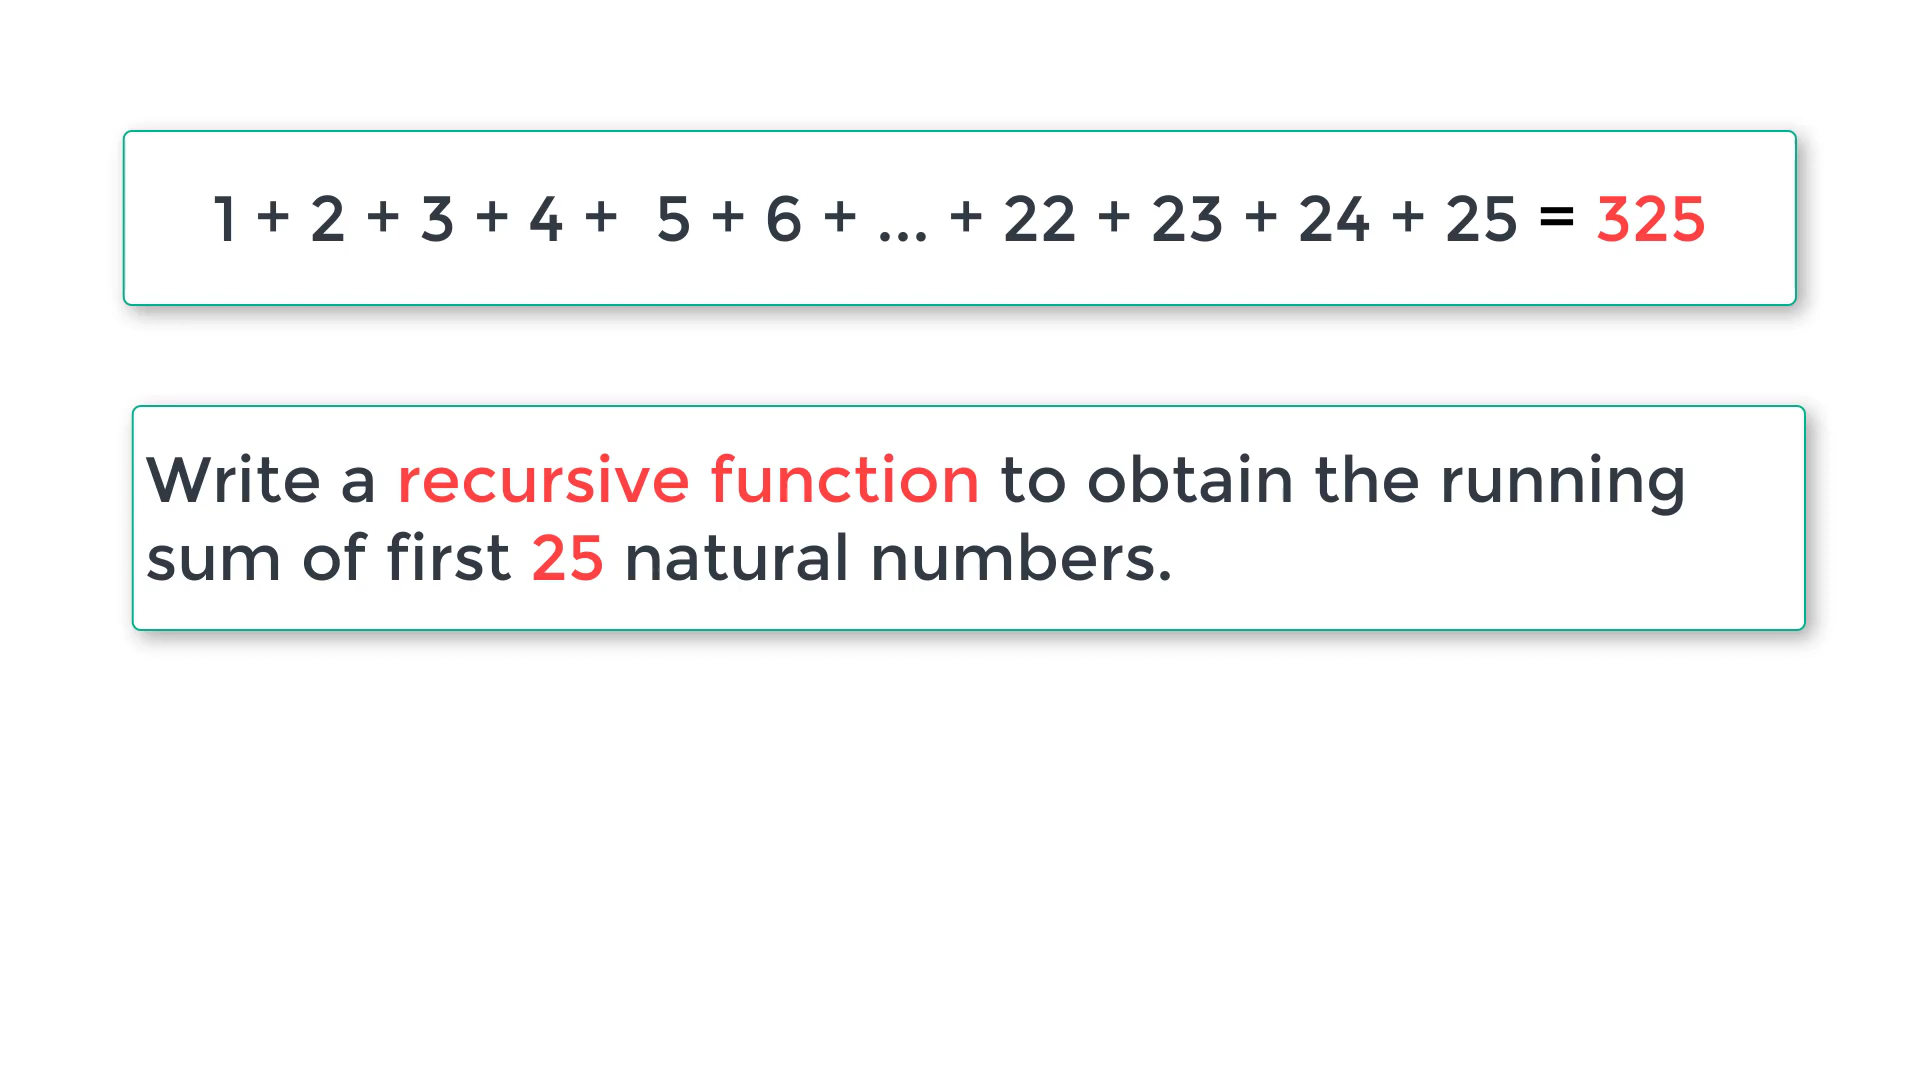 1 + 2 + 3 + 4 + 5 + 6 + ... + 22 + 23 + 24 + 25 = 325
Write a recursive function to obtain the running
sum of first 25 natural numbers.